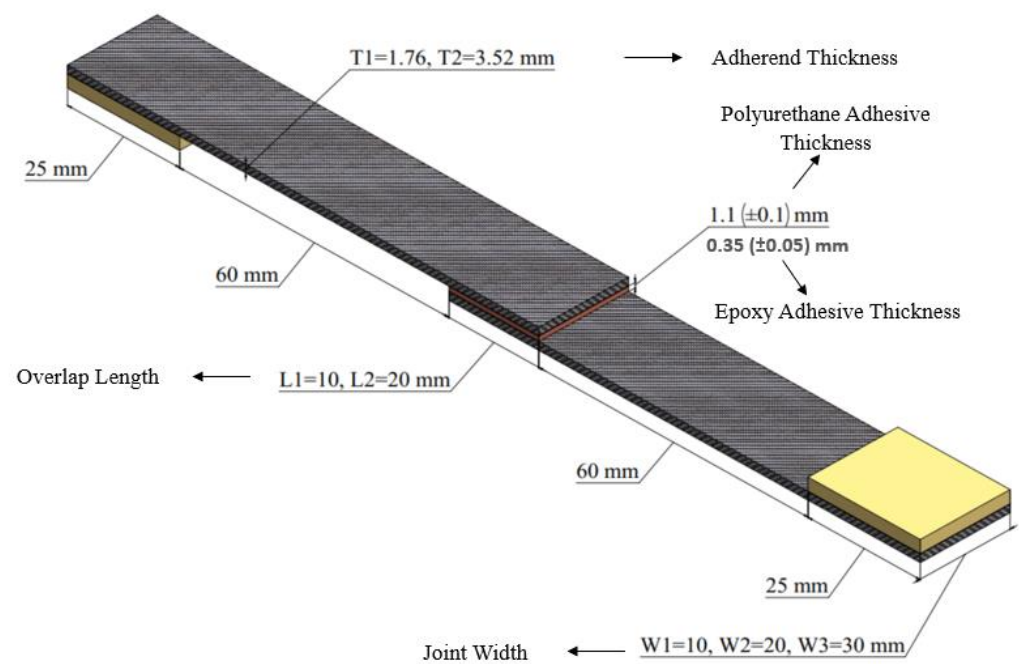 T1=1.76, T2=3.52 mm
Adherend Thickness
Polyurethane Adhesive
Thickness
25 mm
1.1 (±0.1) mm
0.35 (±0.05) mm
60 mm
Epoxy Adhesive Thickness
Overlap Length
L1=10, L2=20 mm
60 mm
25 mm
Joint Width
W1=10, W2=20, W3=30 mm